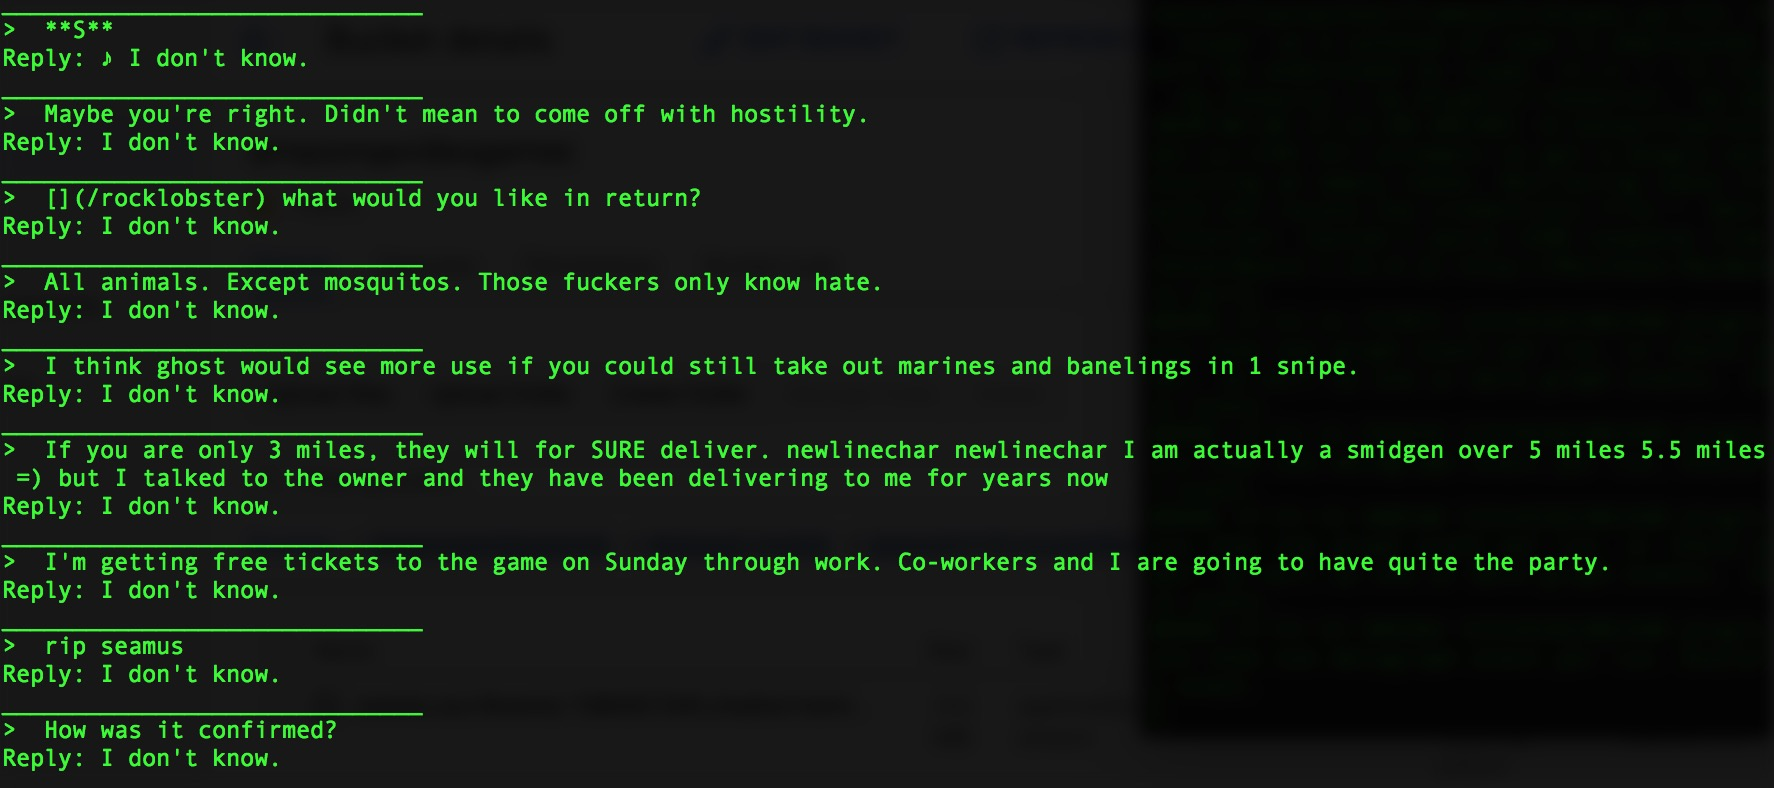 > **S**
Reply: ♪ I don't know.
> Maybe you're right. Didn't mean to come off with hostility.
Reply: I don't know.
> [](/rocklobster) what would you like in return?
Reply: I don't know.
> All animals. Except mosquitos. Those fuckers only know hate.
Reply: I don't know.
> I think ghost would see more use if you could still take out marines and banelings in 1 snipe.
Reply: I don't know.
> If you are only 3 miles, they will for SURE deliver. newlinechar newlinechar I am actually a smidgen over 5 miles 5.5 miles
=) but I talked to the owner and they have been delivering to me for years now
Reply: I don't know.
> I'm getting free tickets to the game on Sunday through work. Co-workers and I are going to have quite the party.
Reply: I don't know.
> rip seamus
Reply: I don't know.
> How was it confirmed?
Reply: I don't know.